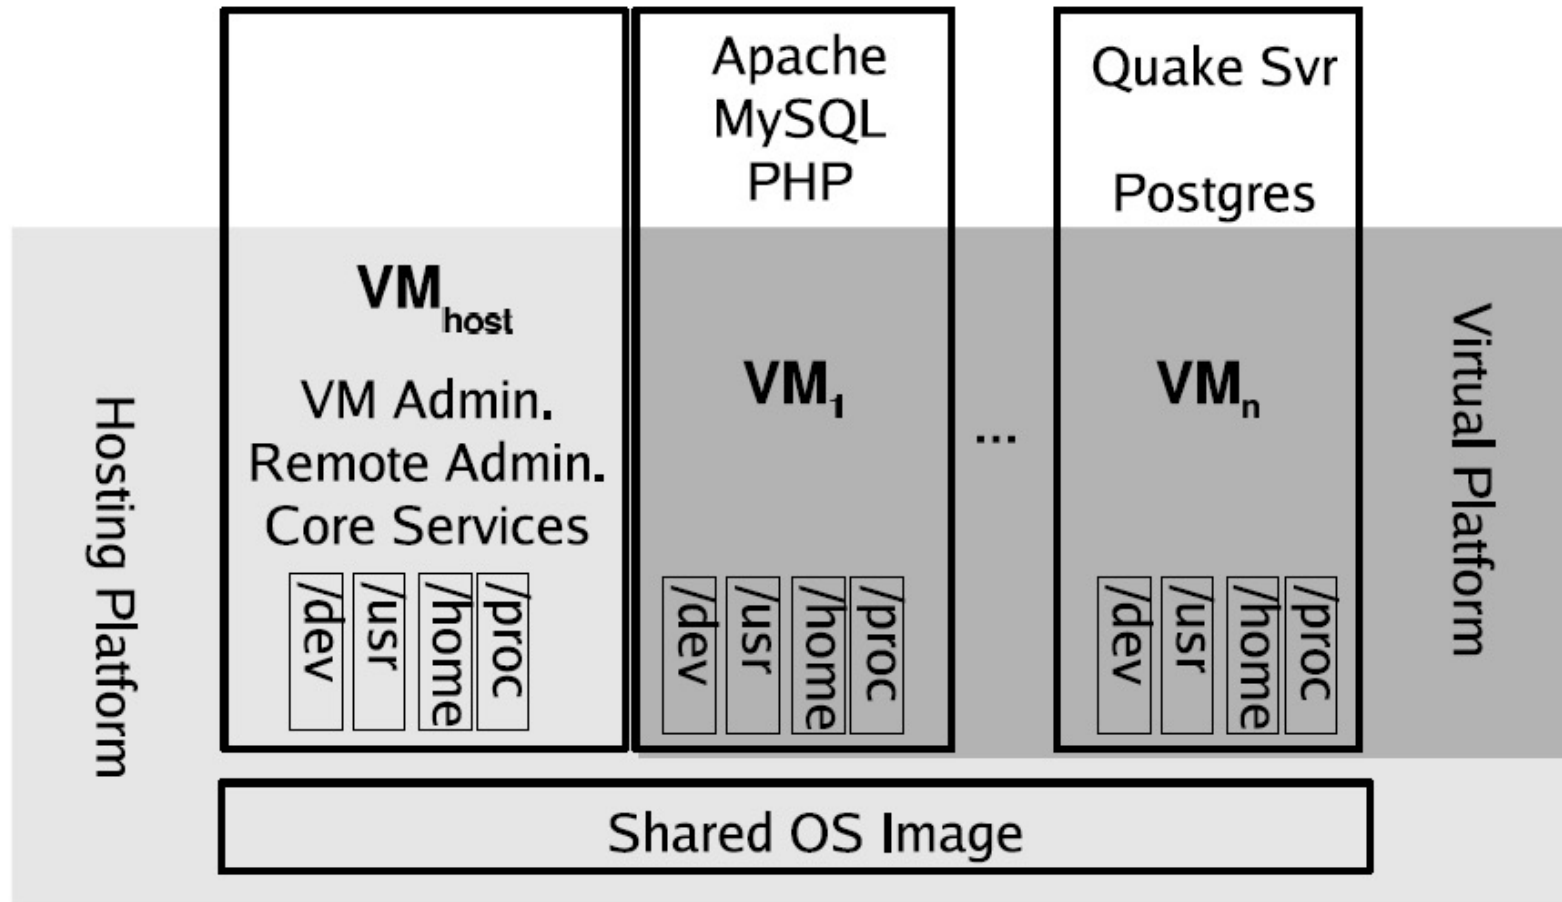 Apache
MySQL
PHP
Quake Svr
Postgres
VMhost
VM Admin.
Remote Admin.
Core Services
/dev
/usr
/home
/proc
VM1
/dev
/usr
/home
/proc
...
VMn
/dev
/usr
/home
/proc
Hosting Platform
Virtual Platform
Shared OS Image